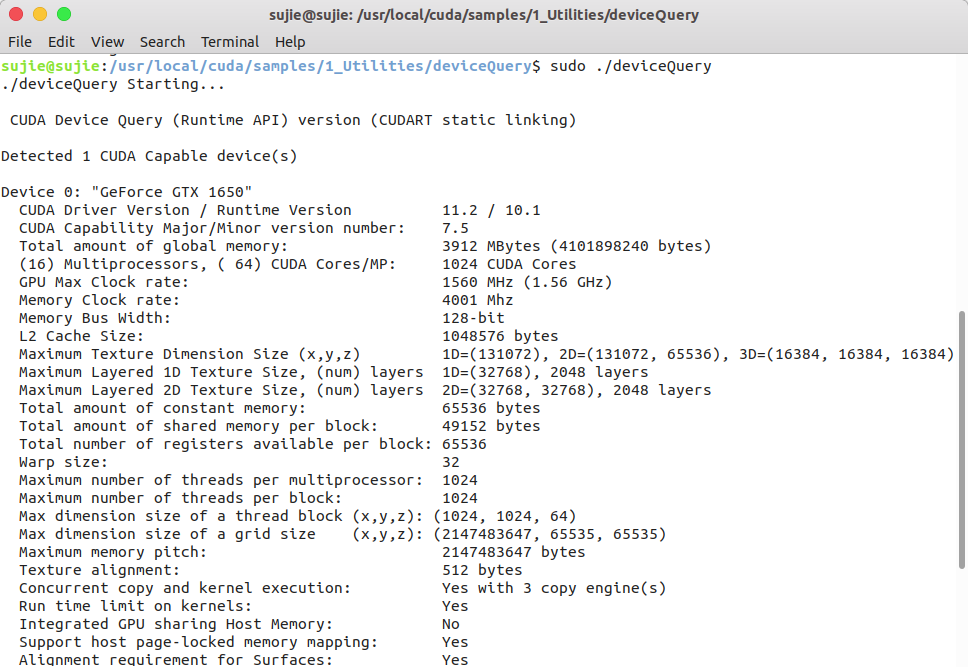 sujie@sujie: /usr/local/cuda/samples/1_Utilities/deviceQuery
File Edit View Search Terminal Help
sujie@sujie:/usr/local/cuda/samples/1_Utilities/deviceQuery$ sudo ./deviceQuery
./deviceQuery Starting...
CUDA Device Query (Runtime API) version (CUDART static linking)
Detected 1 CUDA Capable device(s)
Device 0: "GeForce GTX 1650"
CUDA Driver Version / Runtime Version 11.2 / 10.1
CUDA Capability Major/Minor version number: 7.5
Total amount of global memory: 3912 MBytes (4101898240 bytes)
(16) Multiprocessors, ( 64) CUDA Cores/MP: 1024 CUDA Cores
GPU Max Clock rate: 1560 MHz (1.56 GHz)
Memory Clock rate: 4001 Mhz
Memory Bus Width: 128-bit
L2 Cache Size: 1048576 bytes
Maximum Texture Dimension Size (x,y,z) 1D=(131072), 2D=(131072, 65536), 3D=(16384, 16384, 16384)
Maximum Layered 1D Texture Size, (num) layers 1D=(32768), 2048 layers
Maximum Layered 2D Texture Size, (num) layers 2D=(32768, 32768), 2048 layers
Total amount of constant memory: 65536 bytes
Total amount of shared memory per block: 49152 bytes
Total number of registers available per block: 65536
Warp size: 32
Maximum number of threads per multiprocessor: 1024
Maximum number of threads per block: 1024
Max dimension size of a thread block (x,y,z): (1024, 1024, 64)
Max dimension size of a grid size (x,y,z): (2147483647, 65535, 65535)
Maximum memory pitch: 2147483647 bytes
Texture alignment: 512 bytes
Concurrent copy and kernel execution: Yes with 3 copy engine(s)
Run time limit on kernels: Yes
Integrated GPU sharing Host Memory: No
Support host page-locked memory mapping: Yes
Alignment requirement for Surfaces: Yes